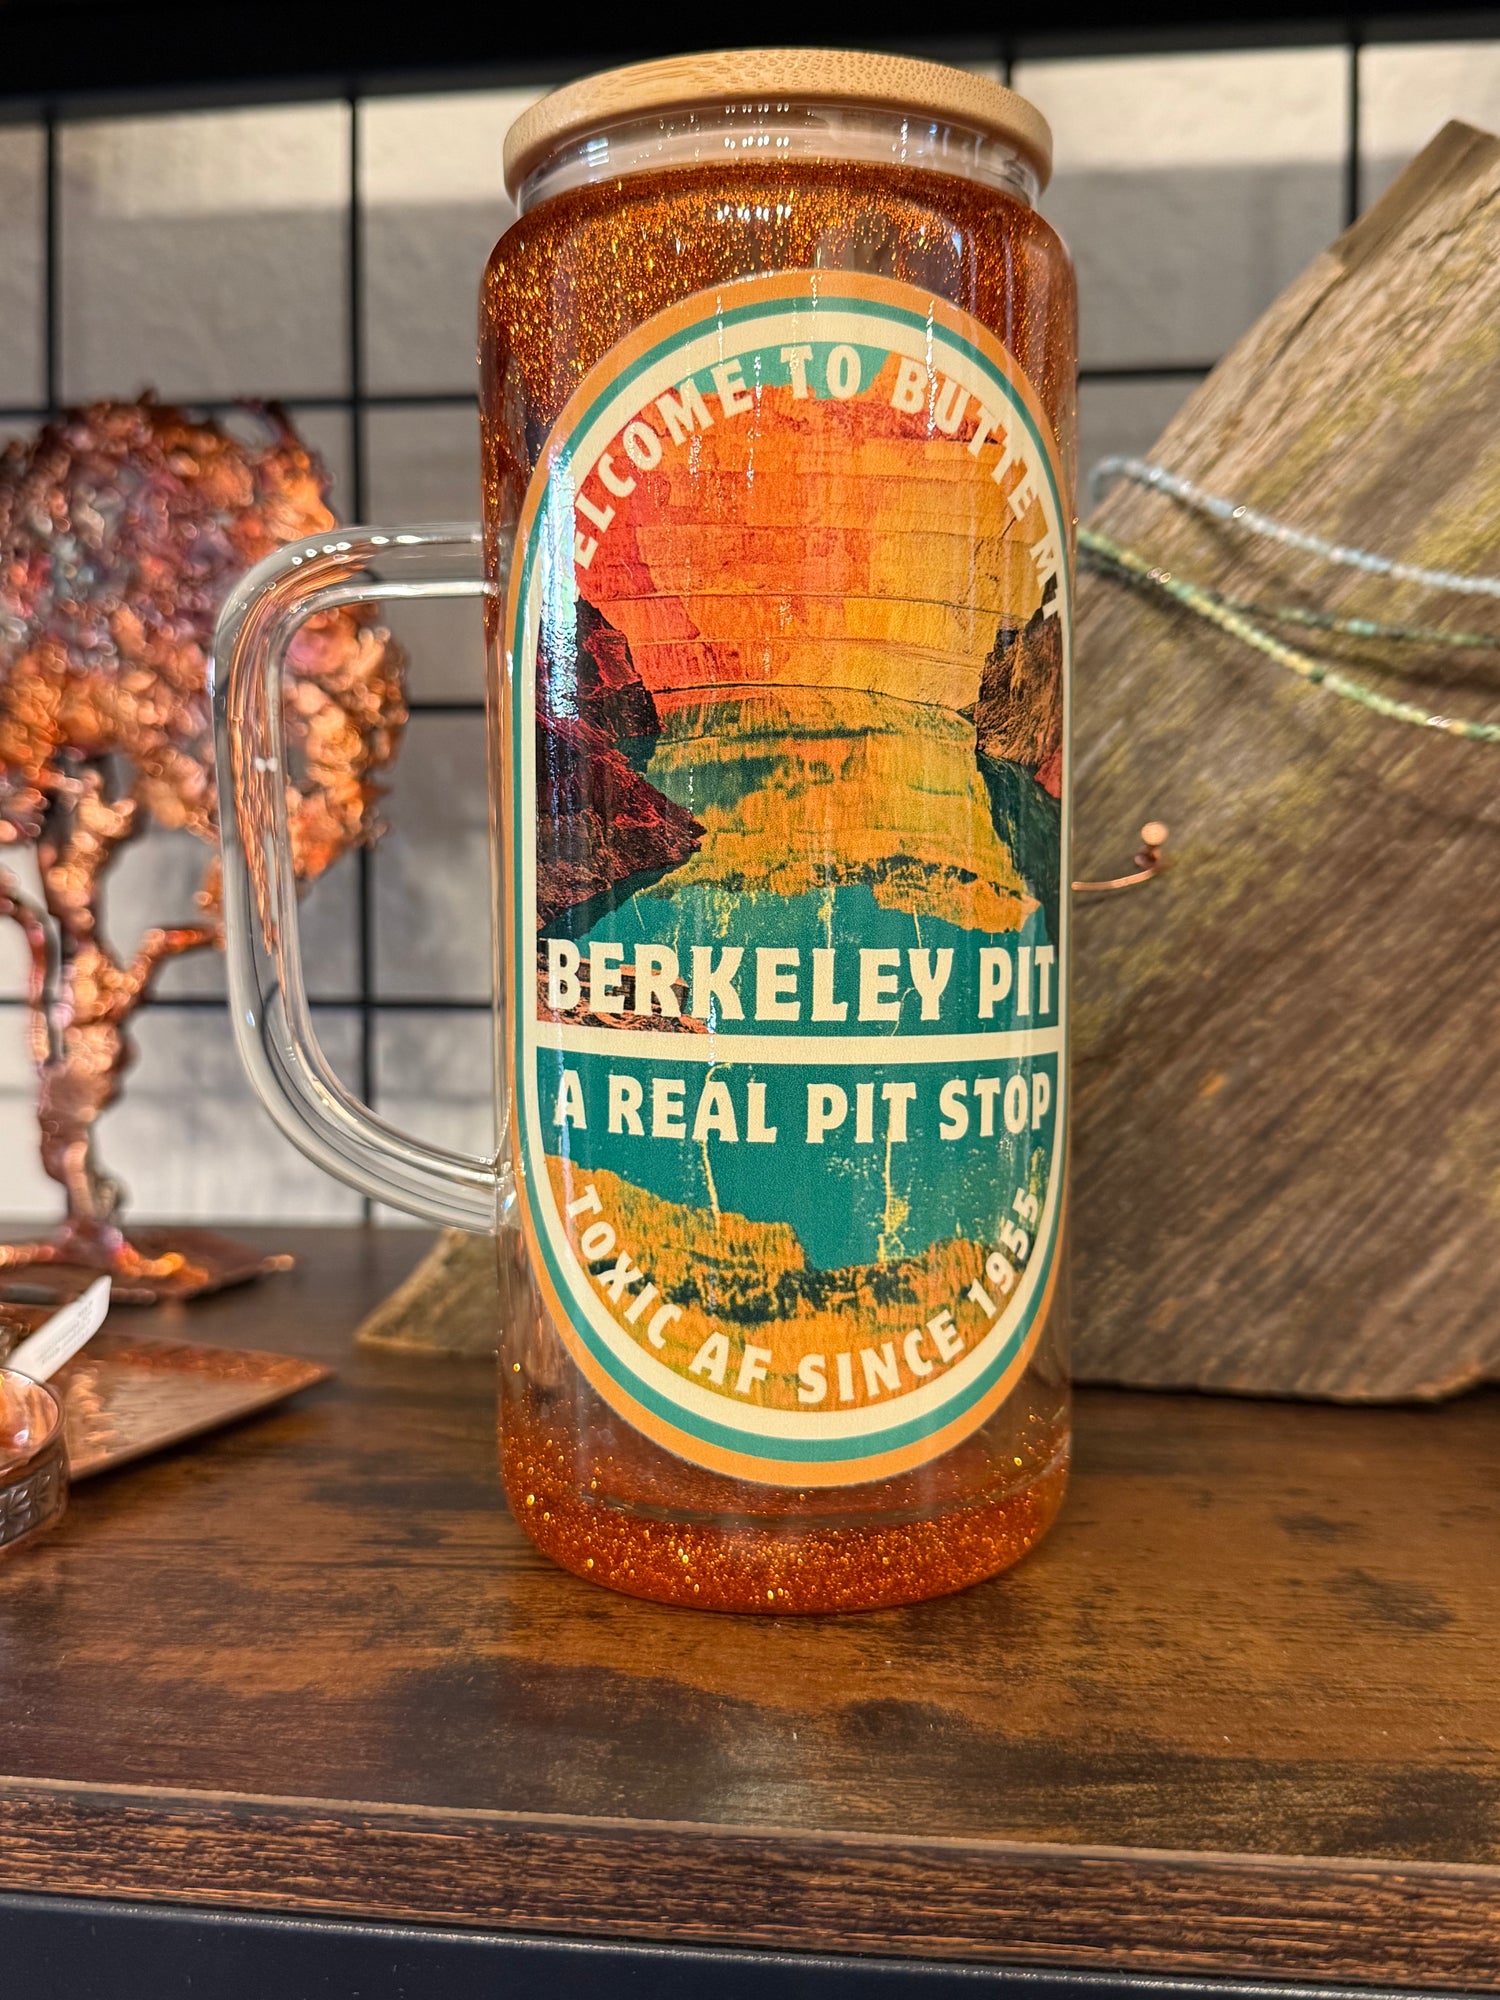 WELCOME TO BUTTE MT
BERKELEY PIT
A REAL PIT STOP
TOXIC AF SINCE 1955